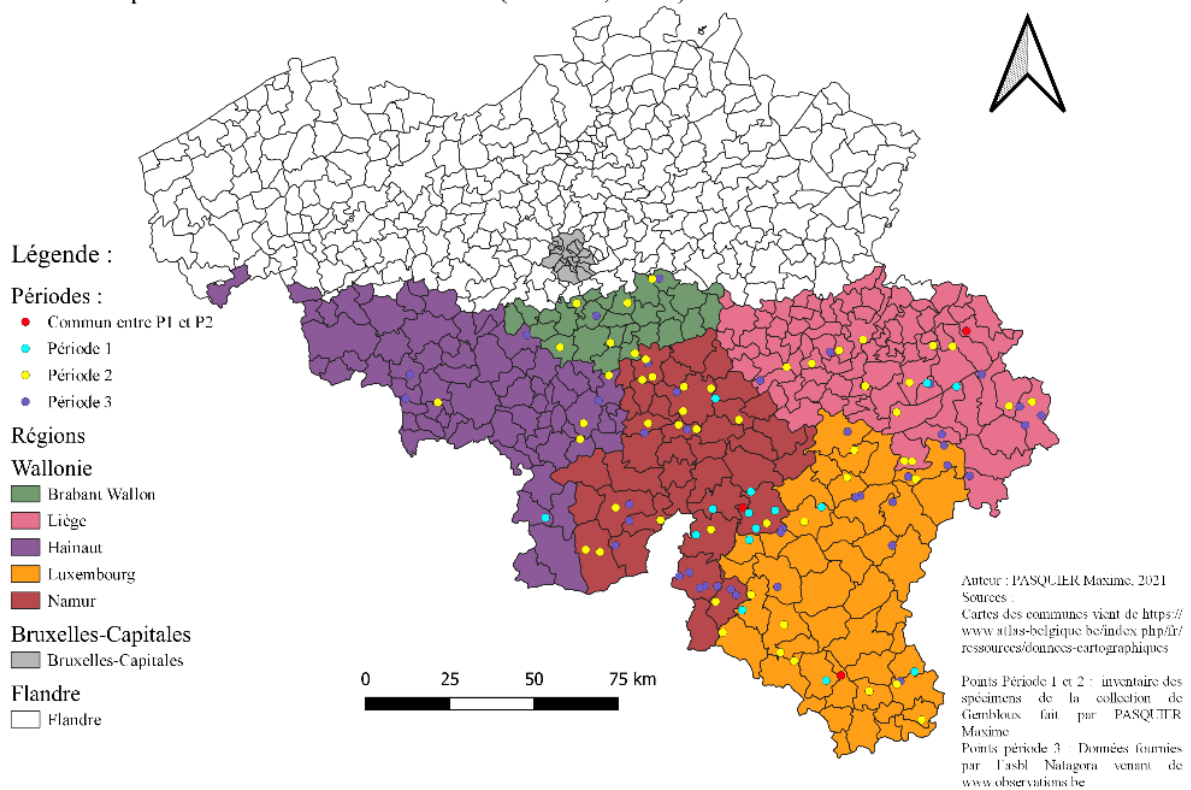 Légende :
Périodes :
Commun entre P1 et P2
Période 1
Période 2
Période 3
Régions
Wallonie
Brabant Wallon
Liége
Hainaut
Luxembourg
Namur
Bruxelles-Capitales
Bruxelles-Capitales
Flandre
Flandre
0 25 50 75 km
Auteur : PASQUIER Maxime, 2021
Sources :
Cartes des communes vient de https://
www.atlas-belgique.be/index.php/fr/
ressources/donnees-cartographiques
Points Période 1 et 2 : inventaire des
spécimens de la collection de
Gembloux fait par PASQUIER
Maxime
Points période 3 : Données fournies
par l'asbl Natagora venant de
www.observations.be